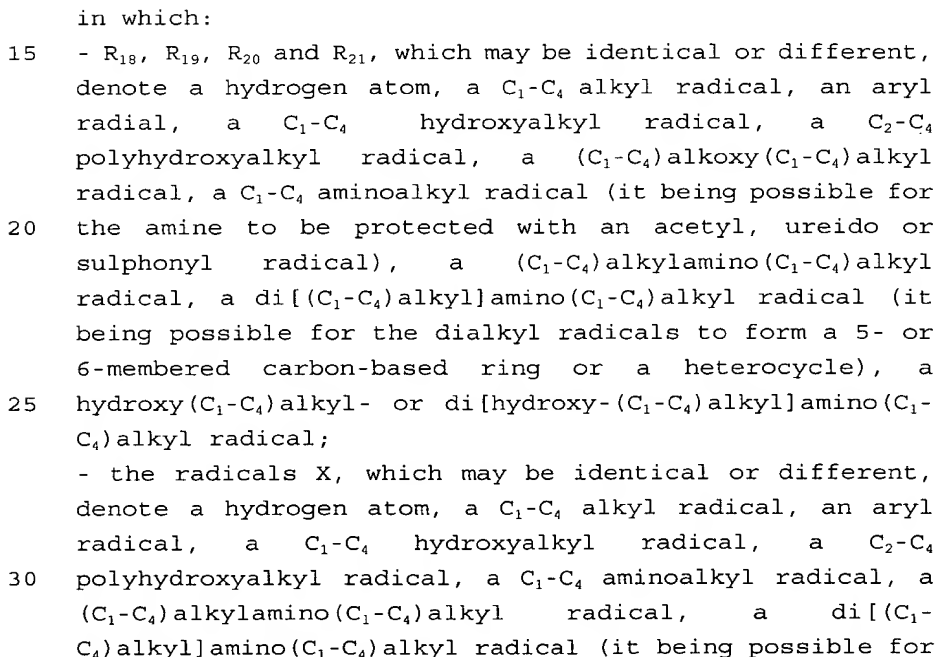 in which:
15 - R₁₈, R₁₉, R₂₀ and R₂₁, which may be identical or different,
denote a hydrogen atom, a C₁-C₄ alkyl radical, an aryl
radial, a C₁-C₄ hydroxyalkyl radical, a C₂-C₄
polyhydroxyalkyl radical, a (C₁-C₄)alkoxy(C₁-C₄)alkyl
radical, a C₁-C₄ aminoalkyl radical (it being possible for
20 the amine to be protected with an acetyl, ureido or
sulphonyl radical), a (C₁-C₄)alkylamino(C₁-C₄)alkyl
radical, a di[(C₁-C₄)alkyl]amino(C₁-C₄)alkyl radical (it
being possible for the dialkyl radicals to form a 5- or
6-membered carbon-based ring or a heterocycle), a
25 hydroxy(C₁-C₄)alkyl- or di[hydroxy-(C₁-C₄)alkyl]amino(C₁-
C₄)alkyl radical;
- the radicals X, which may be identical or different,
denote a hydrogen atom, a C₁-C₄ alkyl radical, an aryl
radical, a C₁-C₄ hydroxyalkyl radical, a C₂-C₄
30 polyhydroxyalkyl radical, a C₁-C₄ aminoalkyl radical, a
(C₁-C₄)alkylamino(C₁-C₄)alkyl radical, a di[(C₁-
C₄)alkyl]amino(C₁-C₄)alkyl radical (it being possible for